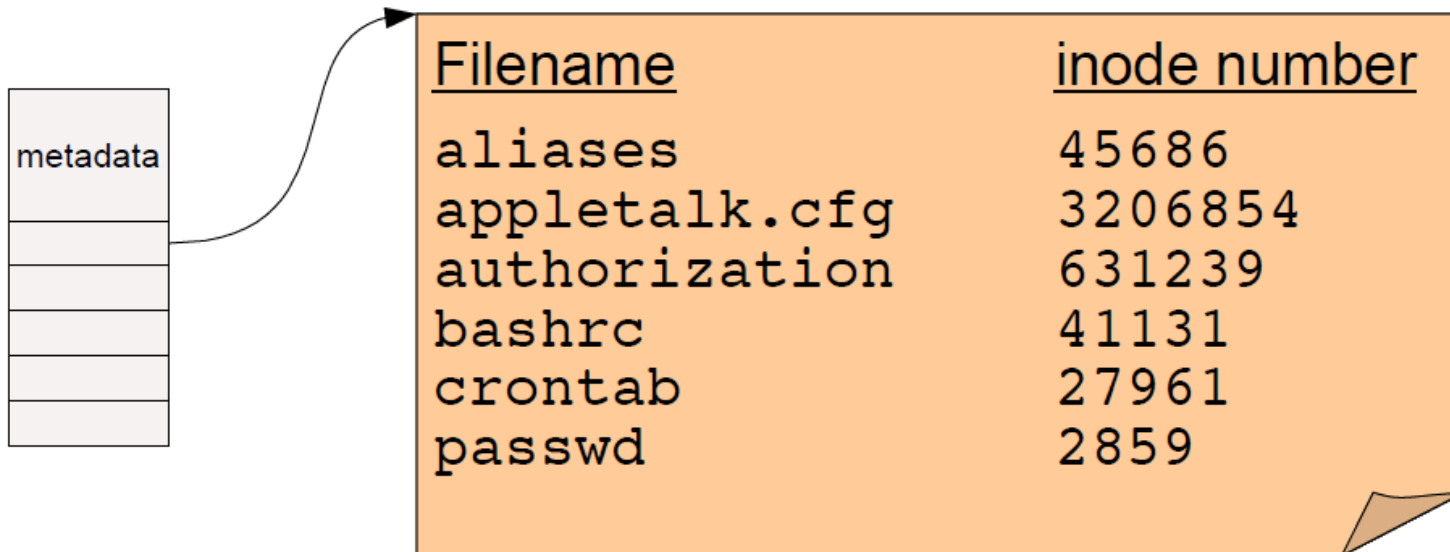 metadata
Filename inode number
aliases 45686
appletalk.cfg 3206854
authorization 631239
bashrc 41131
crontab 27961
passwd 2859